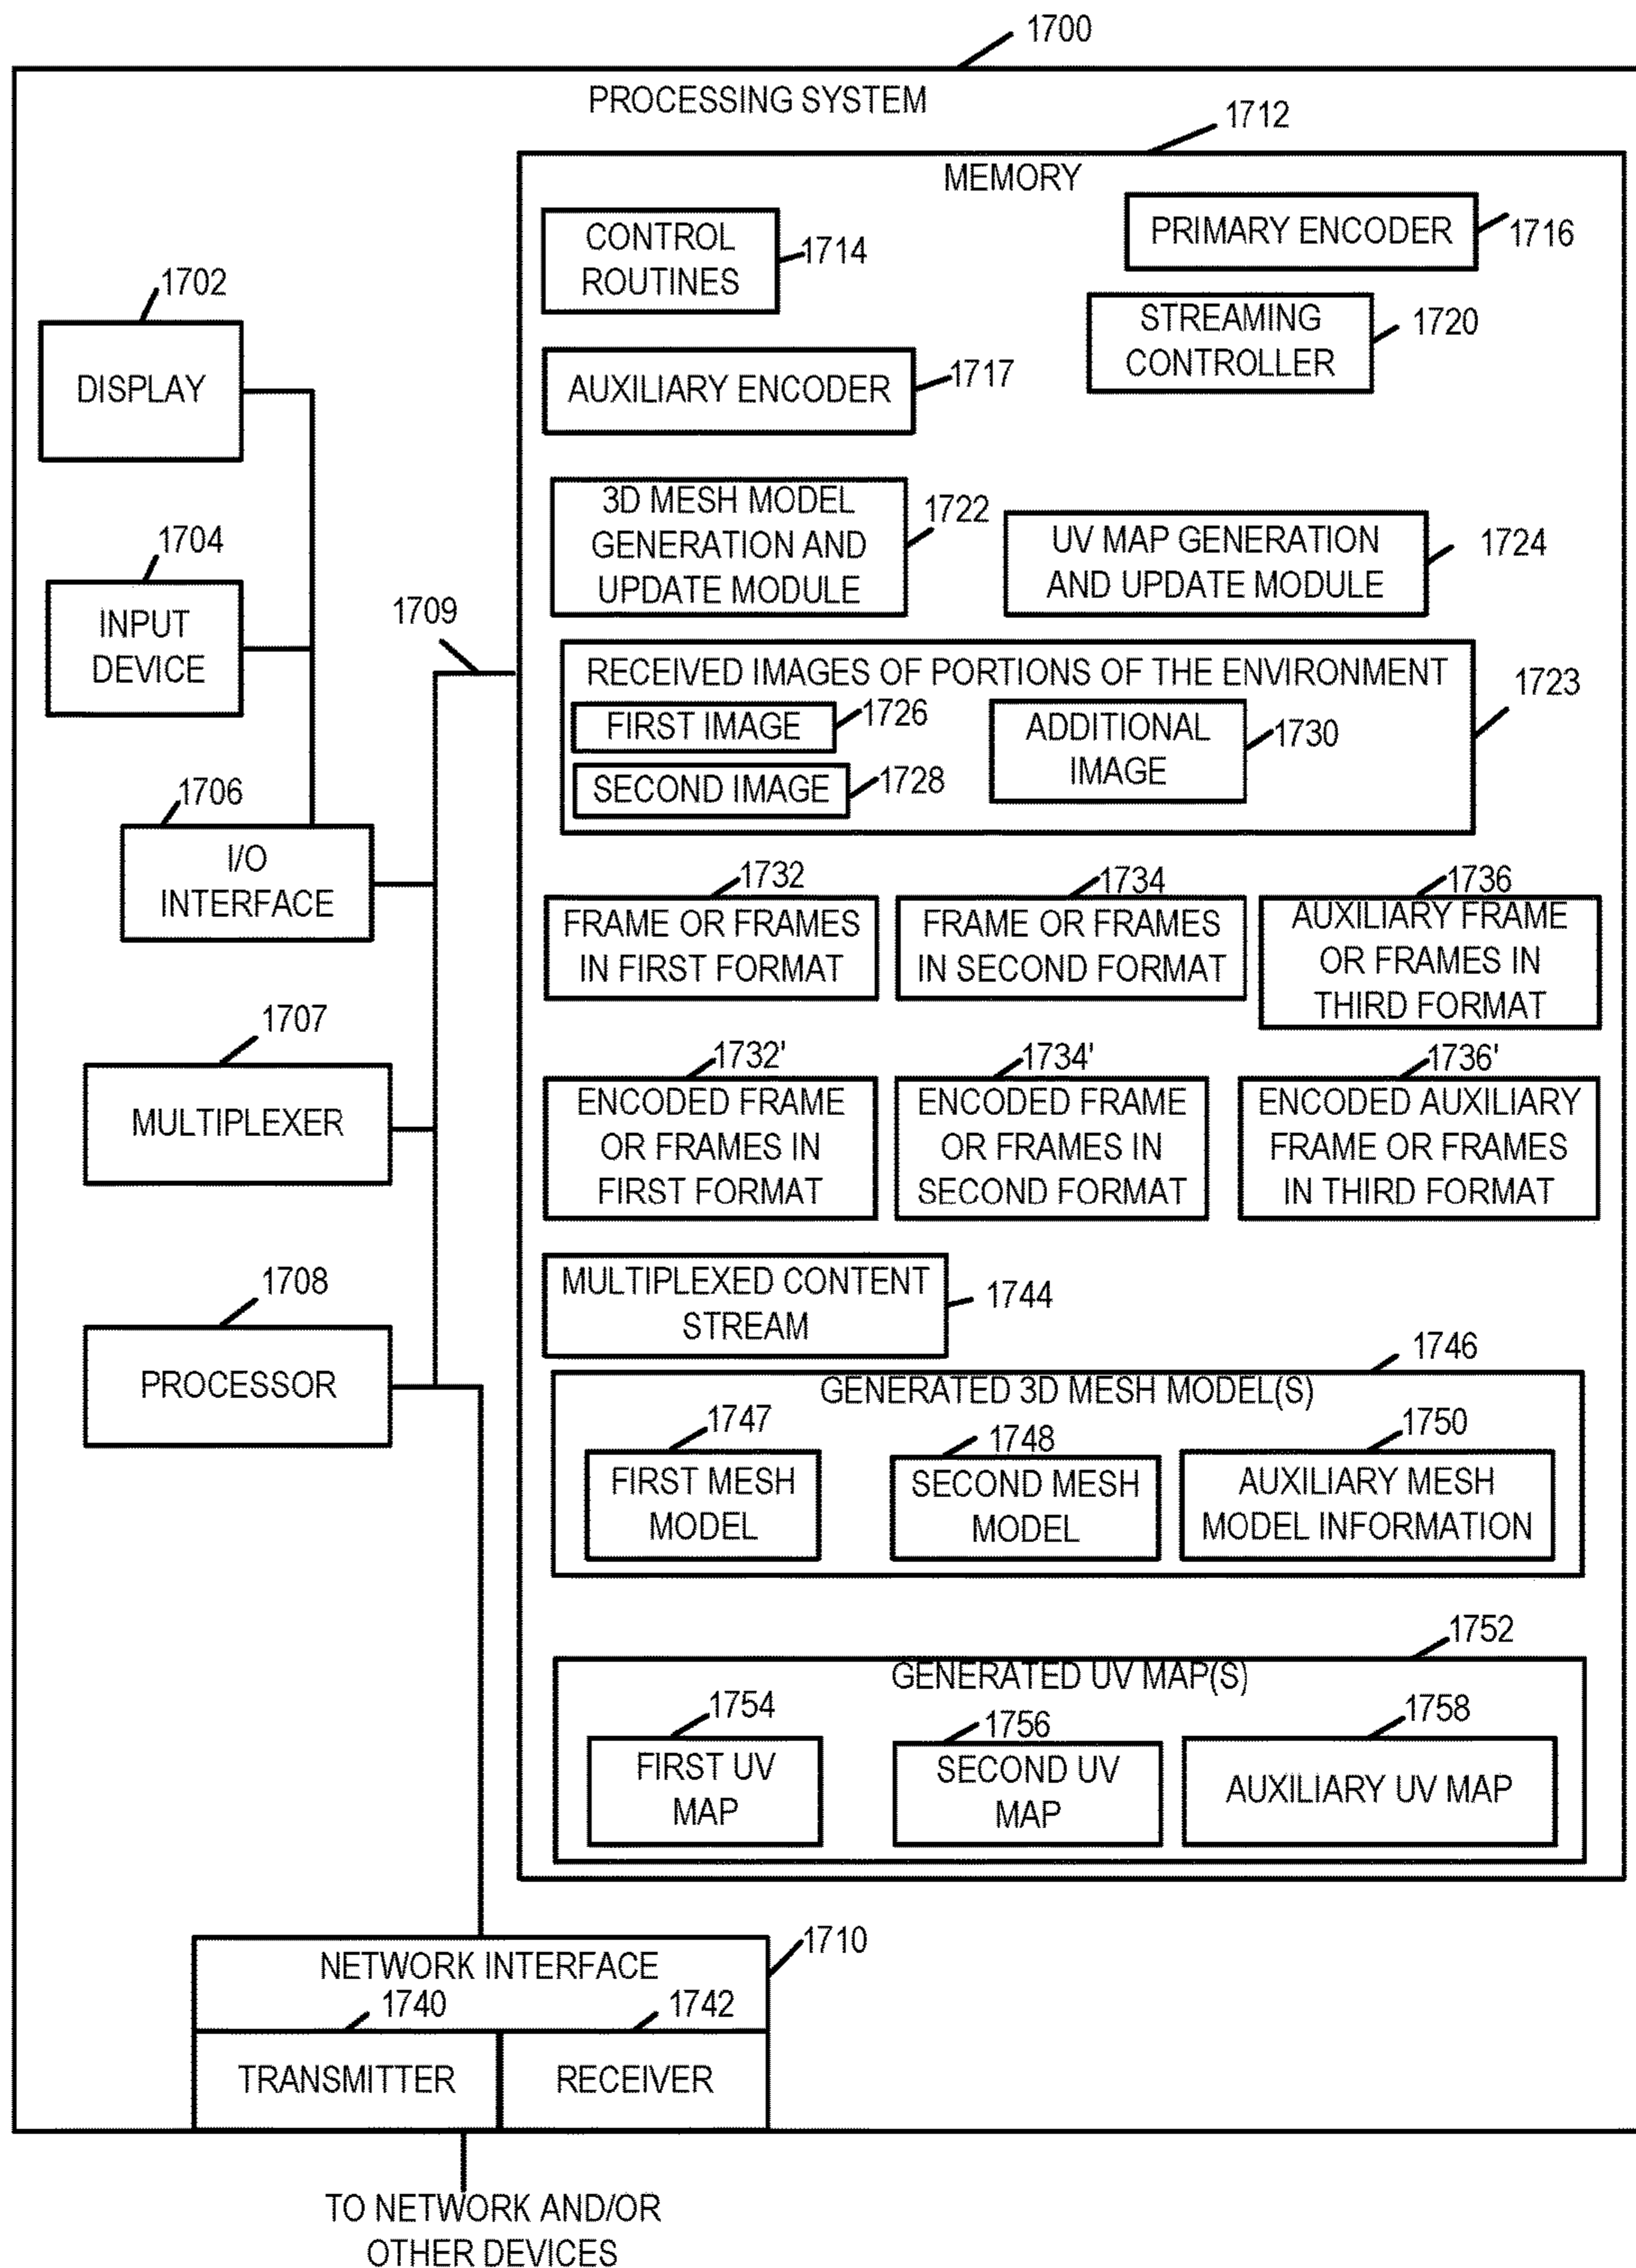 1700
PROCESSING SYSTEM
1712
MEMORY
CONTROL
ROUTINES
1714
PRIMARY ENCODER
1716
STREAMING
CONTROLLER
1720
AUXILIARY ENCODER
1717
1702
DISPLAY
1704
INPUT
DEVICE
1706
I/O
INTERFACE
1707
MULTIPLEXER
1708
PROCESSOR
1709
3D MESH MODEL
GENERATION AND
UPDATE MODULE
1722
UV MAP GENERATION
AND UPDATE MODULE
1724
RECEIVED IMAGES OF PORTIONS OF THE ENVIRONMENT
1723
FIRST IMAGE
1726
SECOND IMAGE
1728
ADDITIONAL
IMAGE
1730
1732
FRAME OR FRAMES
IN FIRST FORMAT
1734
FRAME OR FRAMES
IN SECOND FORMAT
1736
AUXILIARY FRAME
OR FRAMES IN
THIRD FORMAT
1732'
ENCODED FRAME
OR FRAMES IN
FIRST FORMAT
1734'
ENCODED FRAME
OR FRAMES IN
SECOND FORMAT
1736'
ENCODED AUXILIARY
FRAME OR FRAMES
IN THIRD FORMAT
MULTIPLEXED CONTENT
STREAM
1744
1746
GENERATED 3D MESH MODEL(S)
1747
FIRST MESH
MODEL
1748
SECOND MESH
MODEL
1750
AUXILIARY MESH
MODEL INFORMATION
1752
GENERATED UV MAP(S)
1754
FIRST UV
MAP
1756
SECOND UV
MAP
1758
AUXILIARY UV MAP
1710
NETWORK INTERFACE
1740
TRANSMITTER
1742
RECEIVER
TO NETWORK AND/OR
OTHER DEVICES